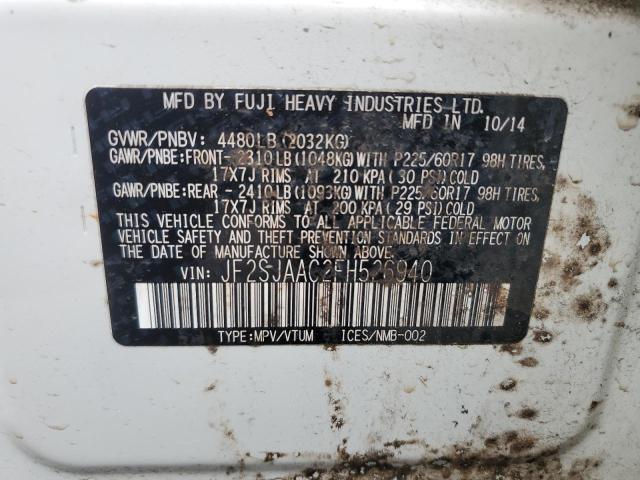 MFD BY FUJI HEAVY INDUSTRIES LTD.
MFD IN 10/14
GVWR/PNBV: 4480LB (2032KG)
GAWR/PNBE:FRONT- 2310LB(1048KG)WITH P225/60R17 98H TIRES,
17X7J RIMS AT 210 KPA ( 30 PSI) COLD
GAWR/PNBE:REAR - 2410LB(1093KG)WITH P225/60R17 98H TIRES,
17X7J RIMS AT 200 KPA ( 29 PSI) COLD
THIS VEHICLE CONFORMS TO ALL APPLICABLE FEDERAL MOTOR
VEHICLE SAFETY AND THEFT PREVENTION STANDARDS IN EFFECT ON
THE DATE OF MANUFACTURE SHOWN ABOVE.
VIN: JF2SJAAC2FH526940
TYPE:MPV/VTUM ICES/NMB-002